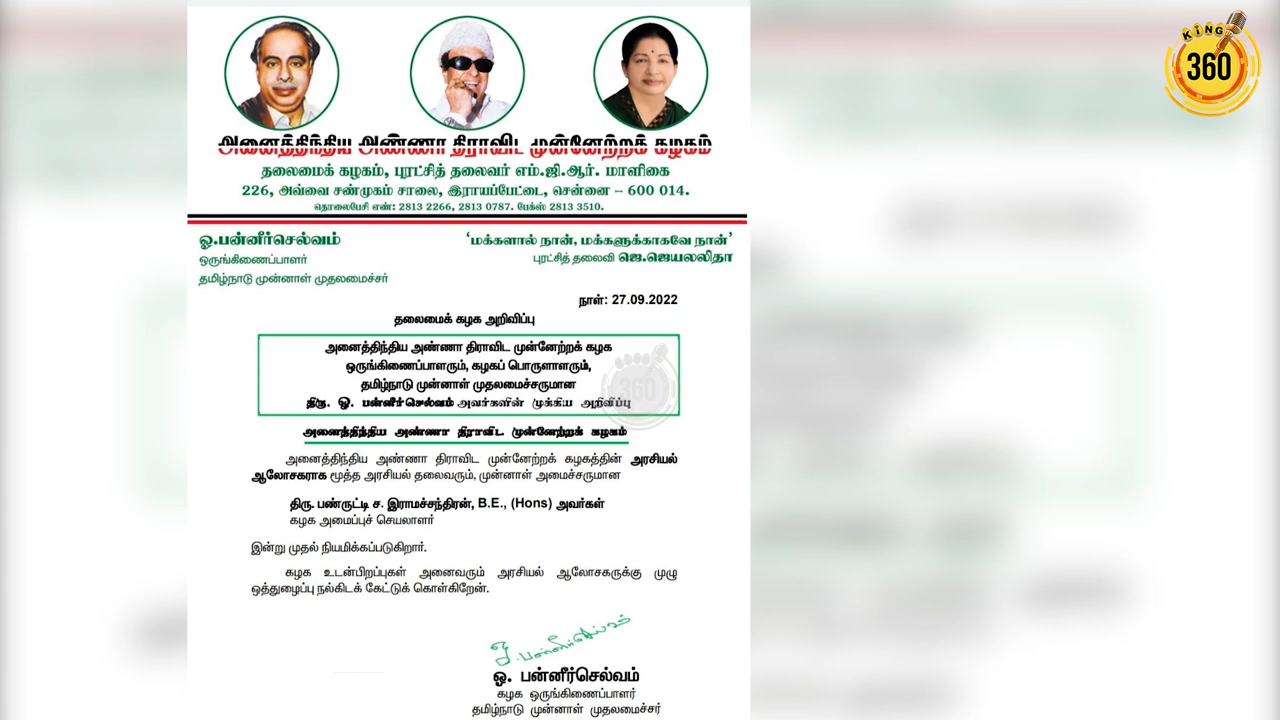 KING
360
அனைத்திந்திய அண்ணா திராவிட முன்னேற்றக் கழகம்
தலைமைக் கழகம், புரட்சித் தலைவர் எம்.ஜி.ஆர். மாளிகை
226, அவ்வை சண்முகம் சாலை, இராயப்பேட்டை, சென்னை – 600 014.
தொலைபேசி எண்: 2813 2266, 2813 0787. பேக்ஸ் 2813 3510.
ஓ.பன்னீர்செல்வம்
ஒருங்கிணைப்பாளர்
தமிழ்நாடு முன்னாள் முதலமைச்சர்
‘மக்களால் நான், மக்களுக்காகவே நான்’
புரட்சித் தலைவி ஜெ.ஜெயலலிதா
நாள்: 27.09.2022
தலைமைக் கழக அறிவிப்பு
அனைத்திந்திய அண்ணா திராவிட முன்னேற்றக் கழக
ஒருங்கிணைப்பாளரும், கழகப் பொருளாளரும்,
தமிழ்நாடு முன்னாள் முதலமைச்சருமான
திரு. ஓ. பன்னீர்செல்வம் அவர்களின் முக்கிய அறிவிப்பு
360
அனைத்திந்திய அண்ணா திராவிட முன்னேற்றக் கழகம்
அனைத்திந்திய அண்ணா திராவிட முன்னேற்றக் கழகத்தின் அரசியல்
ஆலோசகராக மூத்த அரசியல் தலைவரும், முன்னாள் அமைச்சருமான
திரு. பண்ருட்டி ச. இராமச்சந்திரன், B.E., (Hons) அவர்கள்
கழக அமைப்புச் செயலாளர்
இன்று முதல் நியமிக்கப்படுகிறார்.
கழக உடன்பிறப்புகள் அனைவரும் அரசியல் ஆலோசகருக்கு முழு
ஒத்துழைப்பு நல்கிடக் கேட்டுக் கொள்கிறேன்.
ஓ.பன்னீர்செல்வம்
ஓ. பன்னீர்செல்வம்
கழக ஒருங்கிணைப்பாளர்
தமிழ்நாடு முன்னாள் முதலமைச்சர்